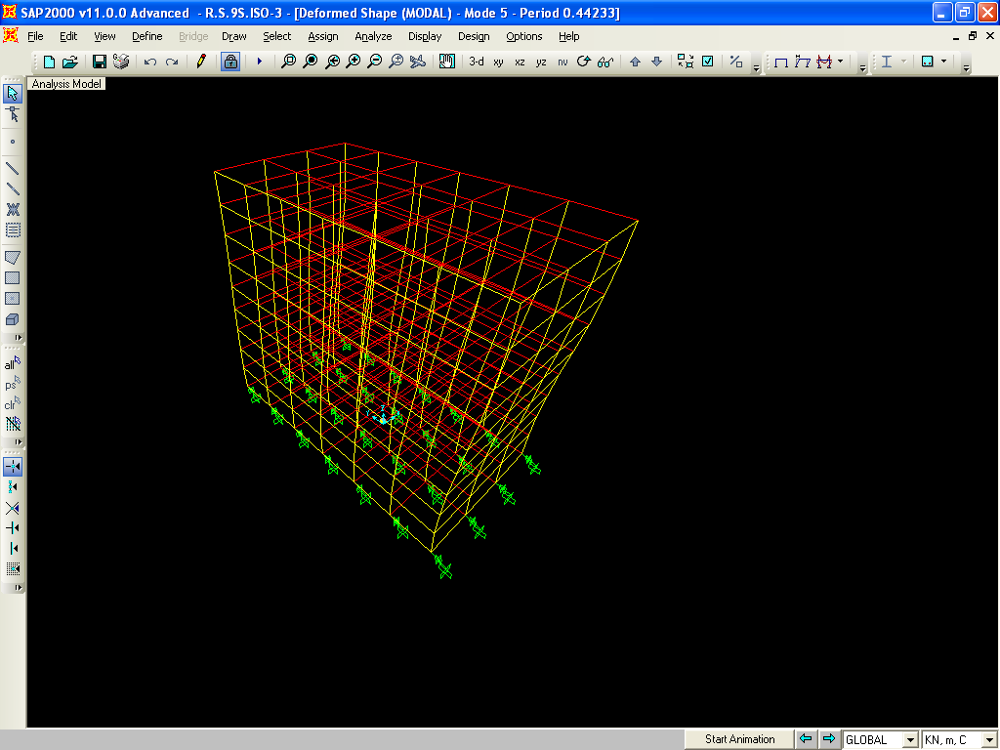 SAP2000 v11.0.0 Advanced - R.S.9S.ISO-3 - [Deformed Shape (MODAL) - Mode 5 - Period 0.44233]
File Edit View Define Bridge Draw Select Assign Analyze Display Design Options Help
3-d xy xz yz nv
Analysis Model
all
ps
clr
Z
Start Animation GLOBAL KN, m, C